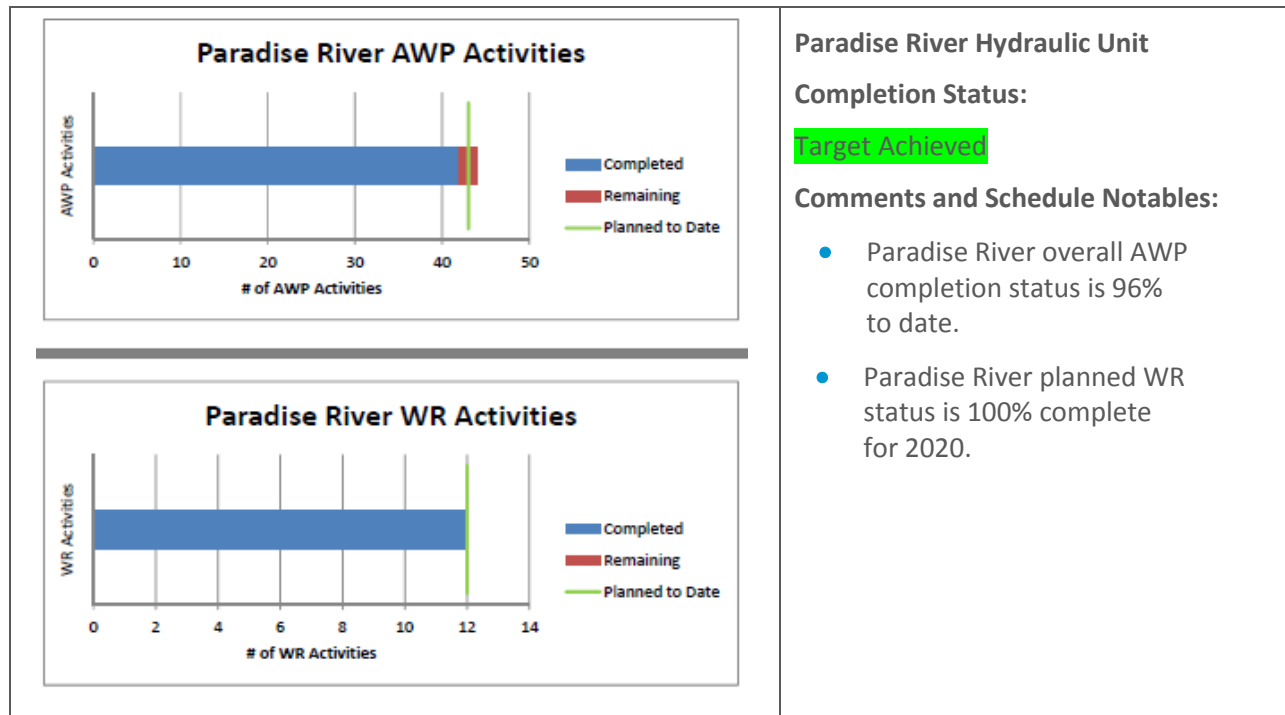 Paradise River AWP Activities
AWP Activities
Completed
Remaining
Planned to Date
0 10 20 30 40 50
# of AWP Activities
Paradise River WR Activities
WR Activities
Completed
Remaining
Planned to Date
0 2 4 6 8 10 12 14
# of WR Activities
Paradise River Hydraulic Unit
Completion Status:
Target Achieved
Comments and Schedule Notables:
• Paradise River overall AWP
completion status is 96%
to date.
• Paradise River planned WR
status is 100% complete
for 2020.